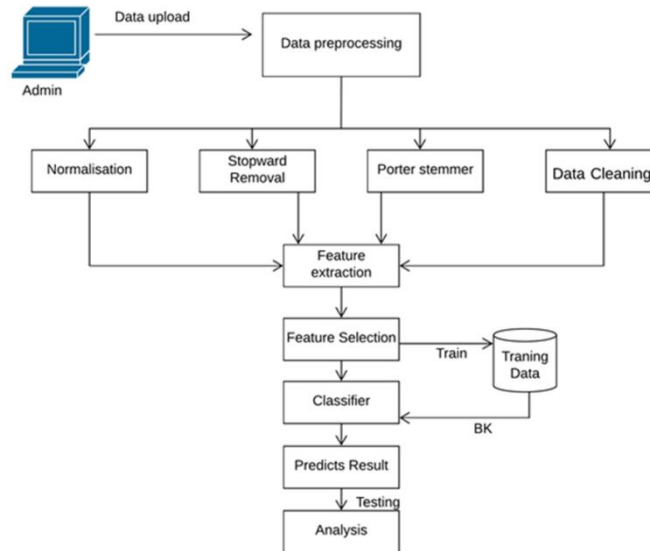 Data upload
Admin
Data preprocessing
Normalisation
Stopward
Removal
Porter stemmer
Data Cleaning
Feature
extraction
Feature Selection
Train
Traning
Data
Classifier
BK
Predicts Result
Testing
Analysis